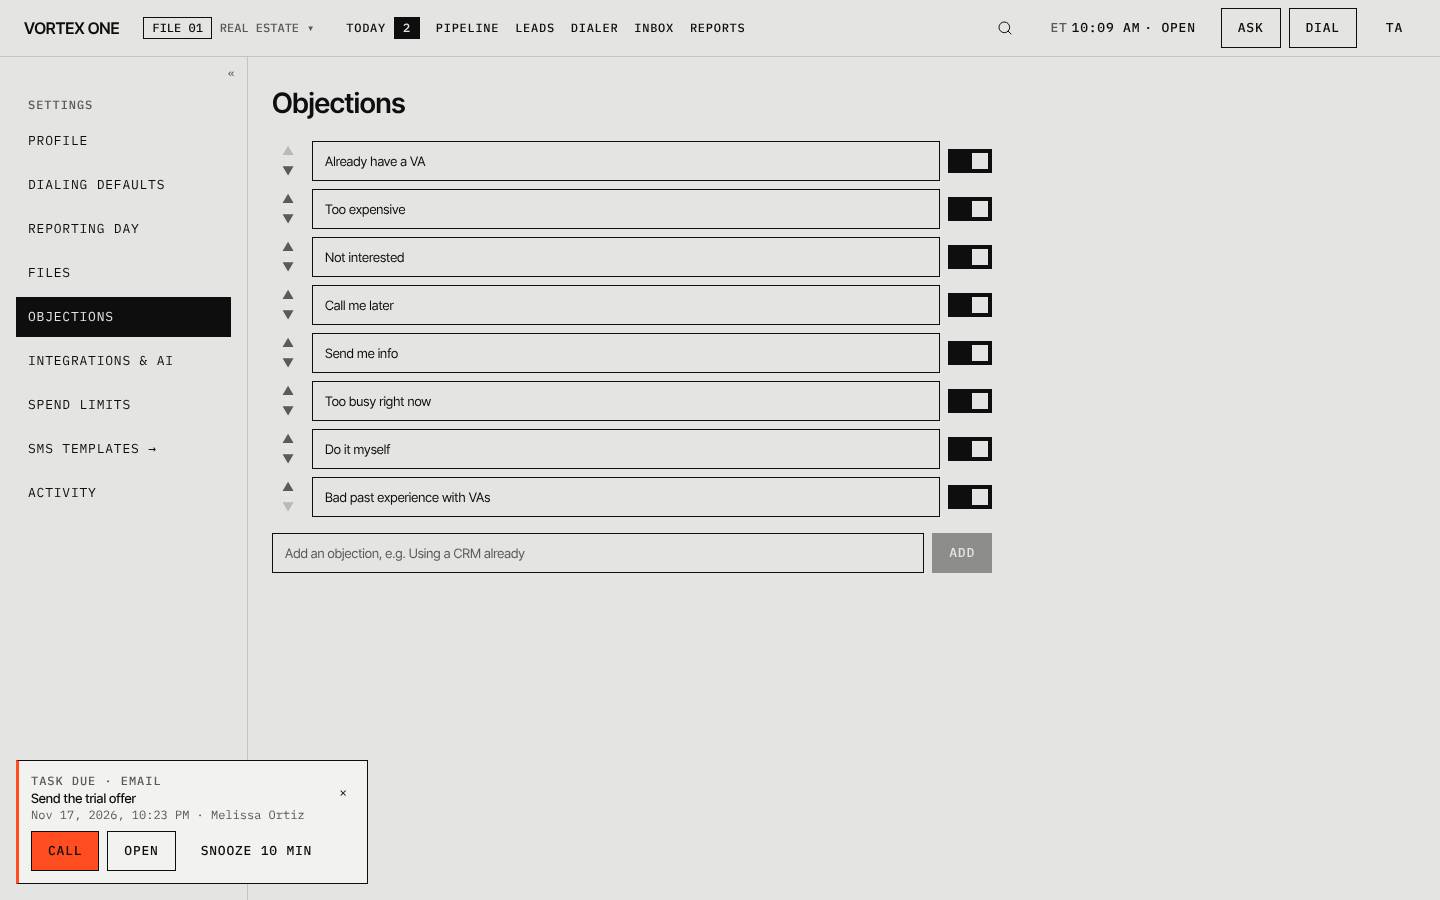 VORTEX ONE
FILE 01 REAL ESTATE ▾
TODAY 2 PIPELINE LEADS DIALER INBOX REPORTS
ET 10:09 AM · OPEN
ASK
DIAL
TA
«
SETTINGS
PROFILE
DIALING DEFAULTS
REPORTING DAY
FILES
OBJECTIONS
INTEGRATIONS & AI
SPEND LIMITS
SMS TEMPLATES →
ACTIVITY
Objections
Already have a VA
Too expensive
Not interested
Call me later
Send me info
Too busy right now
Do it myself
Bad past experience with VAs
Add an objection, e.g. Using a CRM already
ADD
TASK DUE · EMAIL
Send the trial offer
Nov 17, 2026, 10:23 PM · Melissa Ortiz
×
CALL
OPEN
SNOOZE 10 MIN